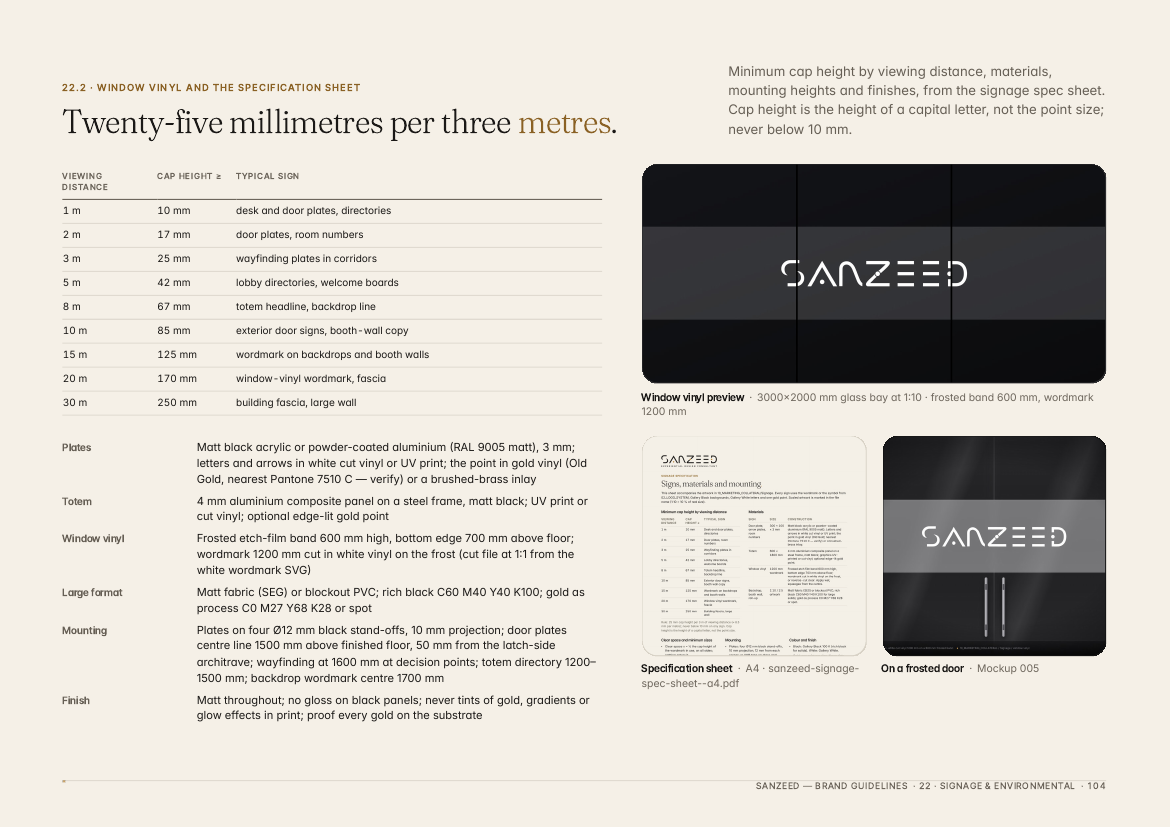 22.2 · WINDOW VINYL AND THE SPECIFICATION SHEET
Twenty-five millimetres per three metres.
Minimum cap height by viewing distance, materials,
mounting heights and finishes, from the signage spec sheet.
Cap height is the height of a capital letter, not the point size;
never below 10 mm.
VIEWING DISTANCE CAP HEIGHT ≥ TYPICAL SIGN
1 m 10 mm desk and door plates, directories
2 m 17 mm door plates, room numbers
3 m 25 mm wayfinding plates in corridors
5 m 42 mm lobby directories, welcome boards
8 m 67 mm totem headline, backdrop line
10 m 85 mm exterior door signs, booth-wall copy
15 m 125 mm wordmark on backdrops and booth walls
20 m 170 mm window-vinyl wordmark, fascia
30 m 250 mm building fascia, large wall
Plates Matt black acrylic or powder-coated aluminium (RAL 9005 matt), 3 mm;
letters and arrows in white cut vinyl or UV print; the point in gold vinyl (Old
Gold, nearest Pantone 7510 C — verify) or a brushed-brass inlay
Totem 4 mm aluminium composite panel on a steel frame, matt black; UV print or
cut vinyl; optional edge-lit gold point
Window vinyl Frosted etch-film band 600 mm high, bottom edge 700 mm above floor;
wordmark 1200 mm cut in white vinyl on the frost (cut file at 1:1 from the
white wordmark SVG)
Large format Matt fabric (SEG) or blockout PVC; rich black C60 M40 Y40 K100; gold as
process C0 M27 Y68 K28 or spot
Mounting Plates on four Ø12 mm black stand-offs, 10 mm projection; door plates
centre line 1500 mm above finished floor, 50 mm from the latch-side
architrave; wayfinding at 1600 mm at decision points; totem directory 1200–
1500 mm; backdrop wordmark centre 1700 mm
Finish Matt throughout; no gloss on black panels; never tints of gold, gradients or
glow effects in print; proof every gold on the substrate
SANZEED
Window vinyl preview · 3000×2000 mm glass bay at 1:10 · frosted band 600 mm, wordmark
1200 mm
SANZEED
Signs, materials and mounting
Minimum cap height by viewing distance
Materials
Clear space and minimum sizes
Mounting
Colour and finish
Specification sheet · A4 · sanzeed-signage-
spec-sheet--a4.pdf
SANZEED
On a frosted door · Mockup 005
SANZEED — BRAND GUIDELINES · 22 · SIGNAGE & ENVIRONMENTAL · 104